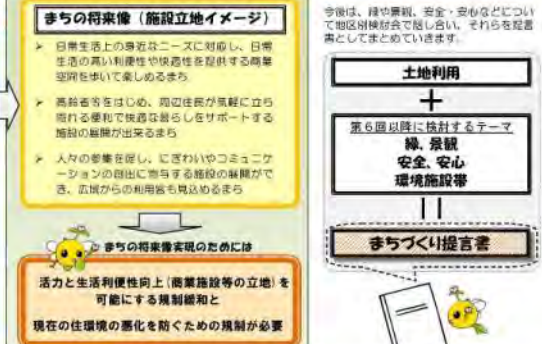 まちの将来像（施設立地イメージ）
➢ 日常生活上の身近なニーズに対応し、日常
生活の高い利便性や快適性を提供する商業
空間を歩いて楽しめるまち
➢ 高齢者等をはじめ、周辺住民が気軽に立ち
寄れる便利で快適な暮らしをサポートする
施設の展開が出来るまち
➢ 人々の参集を促し、にぎわいやコミュニケ
ーションの創出に寄与する施設の展開がで
き、広域からの利用者も見込めるまち
まちの将来像実現のためには
活力と生活利便性向上（商業施設等の立地）を
可能にする規制緩和と
現在の住環境の悪化を防ぐための規制が必要
今後は、緑や景観、安全・安心などについ
て地区別検討会で話し合い、それらを提言
書としてまとめていきます。
土地利用
＋
第６回以降に検討するテーマ
緑、景観
安全、安心
環境施設帯
まちづくり提言書